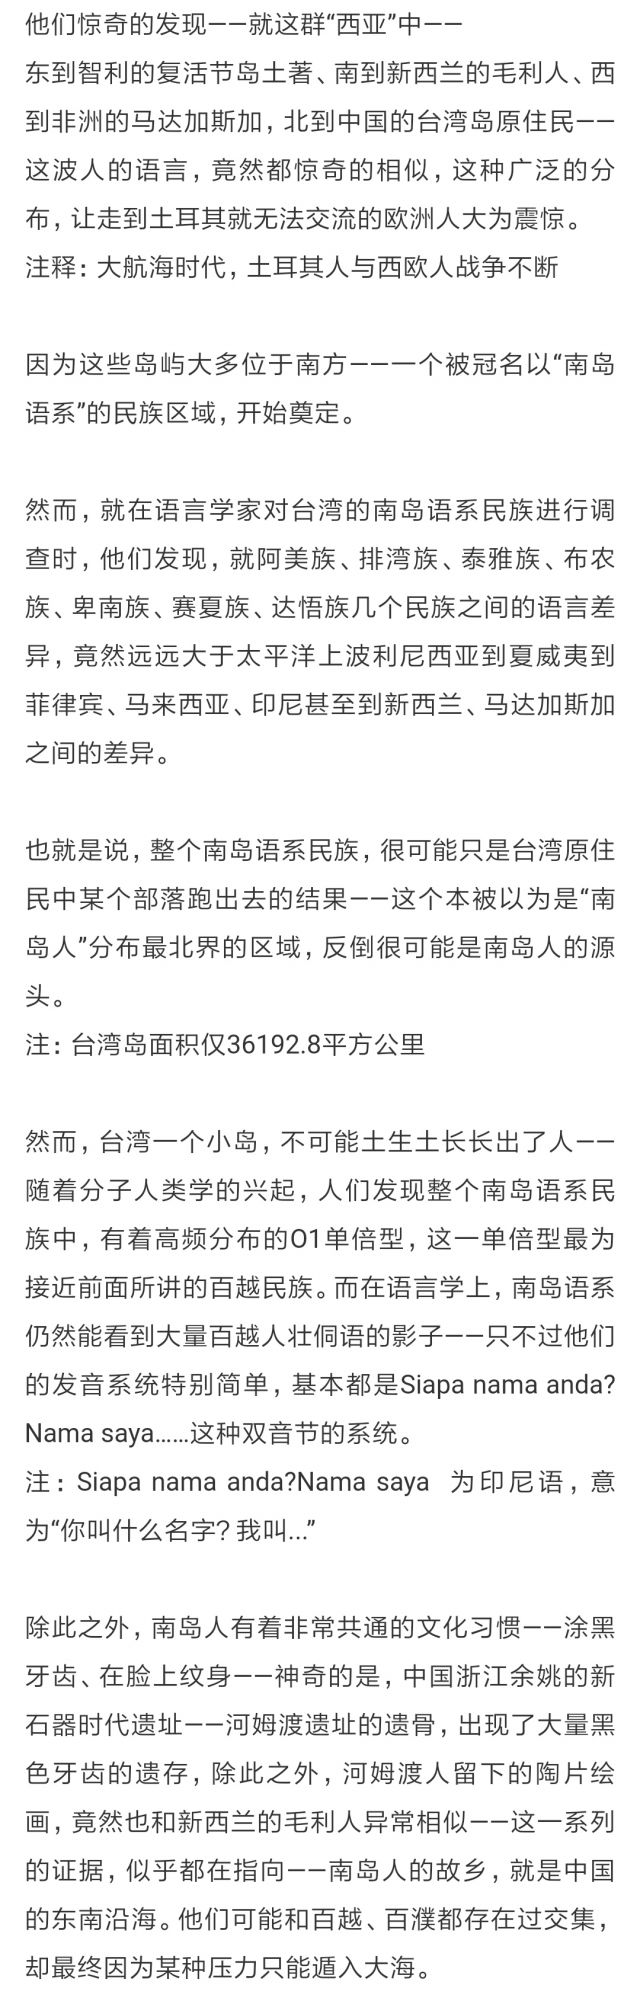 他们惊奇的发现——就这群“西亚”中——
东到智利的复活节岛土著、南到新西兰的毛利人、西
到非洲的马达加斯加，北到中国的台湾岛原住民——
这波人的语言，竟然都惊奇的相似，这种广泛的分
布，让走到土耳其就无法交流的欧洲人大为震惊。
注释：大航海时代，土耳其人与西欧人战争不断
因为这些岛屿大多位于南方——一个被冠名以“南岛
语系”的民族区域，开始奠定。
然而，就在语言学家对台湾的南岛语系民族进行调
查时，他们发现，就阿美族、排湾族、泰雅族、布农
族、卑南族、赛夏族、达悟族几个民族之间的语言差
异，竟然远远大于太平洋上波利尼西亚到夏威夷到
菲律宾、马来西亚、印尼甚至到新西兰、马达加斯加
之间的差异。
也就是说，整个南岛语系民族，很可能只是台湾原住
民中某个部落跑出去的结果——这个本被以为是“南
岛人”分布最北界的区域，反倒很可能是南岛人的源
头。
注：台湾岛面积仅36192.8平方公里
然而，台湾一个小岛，不可能土生土长长出了人——
随着分子人类学的兴起，人们发现整个南岛语系民
族中，有着高频分布的O1单倍型，这一单倍型最为
接近前面所讲的百越民族。而在语言学上，南岛语系
仍然能看到大量百越人壮侗语的影子——只不过他们
的发音系统特别简单，基本都是Siapa nama anda?
Nama saya……这种双音节的系统。
注：Siapa nama anda?Nama saya 为印尼语，意
为“你叫什么名字？我叫...”
除此之外，南岛人有着非常共通的文化习惯——涂黑
牙齿、在脸上纹身——神奇的是，中国浙江余姚的新
石器时代遗址——河姆渡遗址的遗骨，出现了大量黑
色牙齿的遗存，除此之外，河姆渡人留下的陶片绘
画，竟然也和新西兰的毛利人异常相似——这一系列
的证据，似乎都在指向——南岛人的故乡，就是中国
的东南沿海。他们可能和百越、百濮都存在过交集，
却最终因为某种压力只能遁入大海。